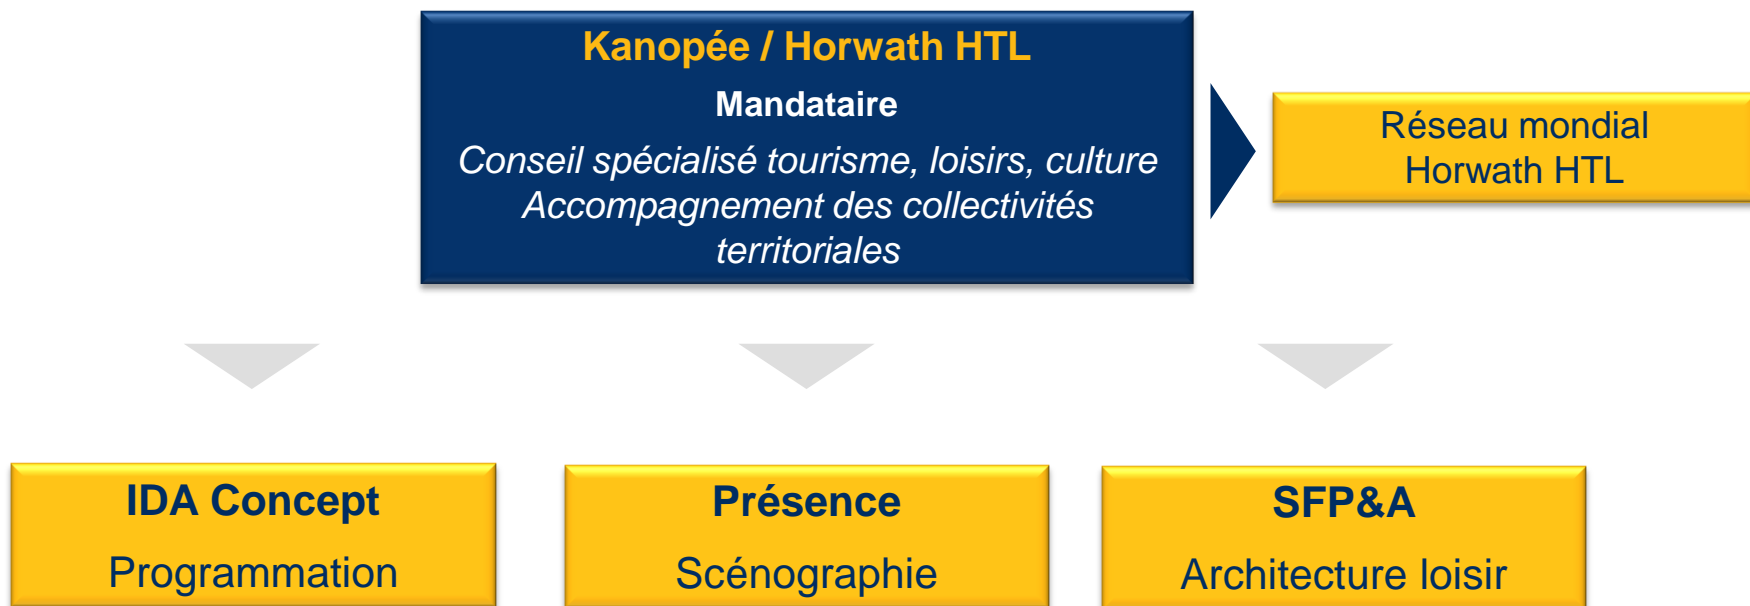 Kanopée / Horwath HTL
Mandataire
Conseil spécialisé tourisme, loisirs, culture
Accompagnement des collectivités
territoriales
Réseau mondial
Horwath HTL
IDA Concept
Programmation
Présence
Scénographie
SFP&A
Architecture loisir